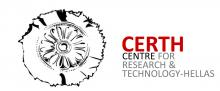 CERTH
CENTRE FOR
RESEARCH &
TECHNOLOGY-HELLAS